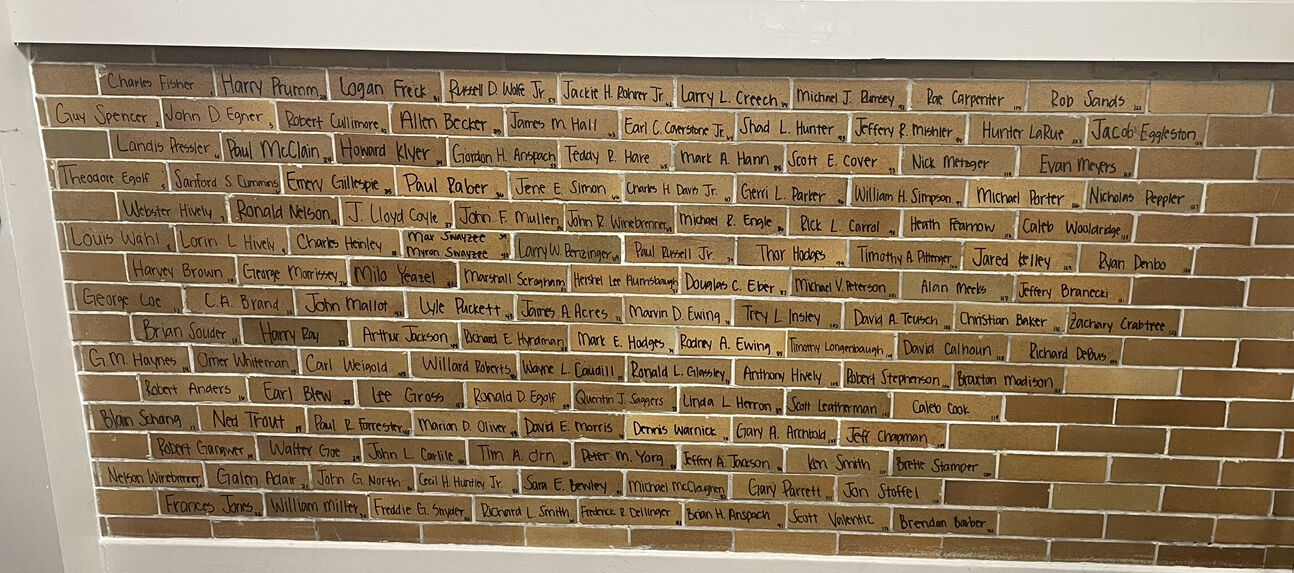 Charles Fisher Harry Prumm Logan Freck Russell D. Wolfe Jr. Jackie H. Rohrer Jr. Larry L. Creech Michael J. Rumsey Rae Carpenter Rob Sands
Guy Spencer John D Egner Robert Cullimore Allen Becker James M. Hall Earl C. Coverstone Jr. Shad L. Hunter Jeffery R. Mishler Hunter LaRue Jacob Eggleston
Landis Pressler Paul McClain Howard Klyer Gordon H. Anspach Teddy R. Hare Mark A. Hann Scott E. Cover Nick Metzger Evan Meyers
Theodore Egolf Sanford S. Cummins Emery Gillespie Paul Raber Jene E. Simon Charles H. Davis Jr. Gerri L. Parker William H. Simpson Michael Porter Nicholas Peppler
Webster Hively Ronald Nelson J. Lloyd Coyle John F. Mullen John R. Winebrenner Michael R. Engle Rick L. Carrol Heath Fearnow Caleb Wooldridge
Louis Wahl Lorin L Hively Charles Heinley Max Swayzee Myron Swayzee Larry W. Benzinger Paul Russell Jr. Thor Hodges Timothy A. Pittenger Jared Kelley Ryan Denbo
Harvey Brown George Morrissey Milo Yeazel Marshall Scrogham Hershel Lee Aumsbaugh Douglas C. Eber Michael V. Peterson Alan Meeks Jeffery Branecki
George Coe C.A. Brand John Mallot Lyle Puckett James A Acres Marvin D. Ewing Trey L. Insley David A. Teusch Christian Baker Zachary Crabtree
Brian Souder Harry Ray Arthur Jackson Richard E. Hyndman Mark E. Hodges Rodney A. Ewing Timothy Longenbaugh David Calhoun Richard DeBus
G.M. Haynes Omer Whiteman Carl Weigold Willard Roberts Wayne L. Caudill Ronald L. Glassley Anthony Hively Robert Stephenson Braxton Madison
Robert Anders Earl Blew Lee Gross Ronald D. Egolf Quentin J. Saggers Linda L. Herron Scott Leatherman Caleb Cook
Blain Schang Ned Trout Paul R. Forrester Marion D. Oliver David E. Morris Dennis Warnick Gary A. Archbold Jeff Chapman
Robert Gangwer Walter Goe John L. Carlile Tim A. Orn Peter M. Yarg Jeffery A. Jackson Ken Smith Brette Stamper
Nelson Winebrenner Galen Adair John G. North Cecil H. Huntley Jr. Sara E. Bewley Michael McClaghen Gary Parrett Jon Stoffel
Frances Jones William Miller Freddie G. Snyder Richard L. Smith Frederick R. Dellinger Brian H. Anspach Scott Valentic Brendan Barber